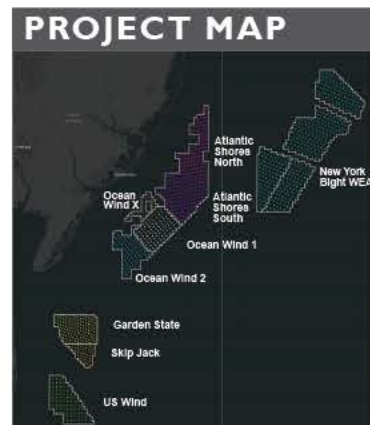 PROJECT MAP
Atlantic
Shores
North
New York
Bight WEA
Ocean
Wind X
Atlantic
Shores
South
Ocean Wind 1
Ocean Wind 2
Garden State
Skip Jack
US Wind